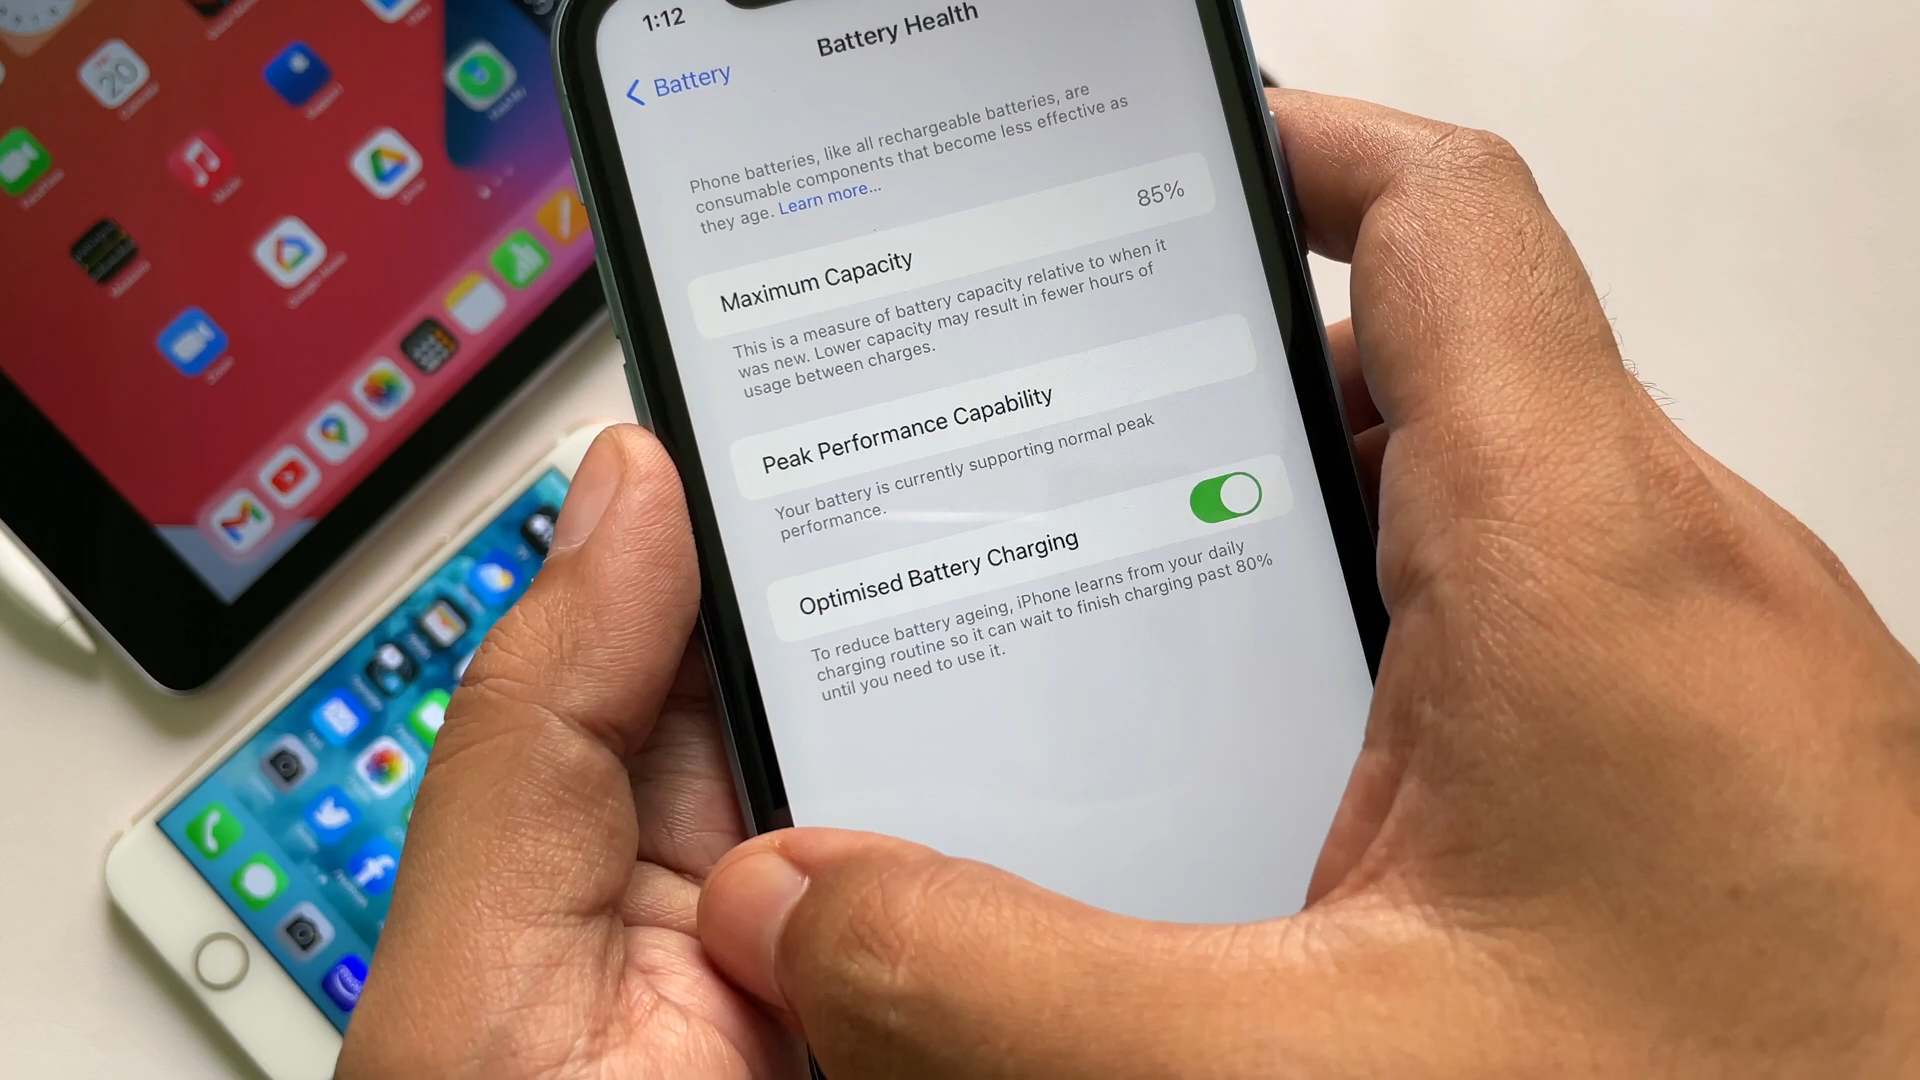 1:12
Battery Health
Battery
Phone batteries, like all rechargeable batteries, are
consumable components that become less effective as
they age. Learn more...
Maximum Capacity 85%
This is a measure of battery capacity relative to when it
was new. Lower capacity may result in fewer hours of
usage between charges.
Peak Performance Capability
Your battery is currently supporting normal peak
performance.
Optimised Battery Charging
To reduce battery ageing, iPhone learns from your daily
charging routine so it can wait to finish charging past 80%
until you need to use it.
20